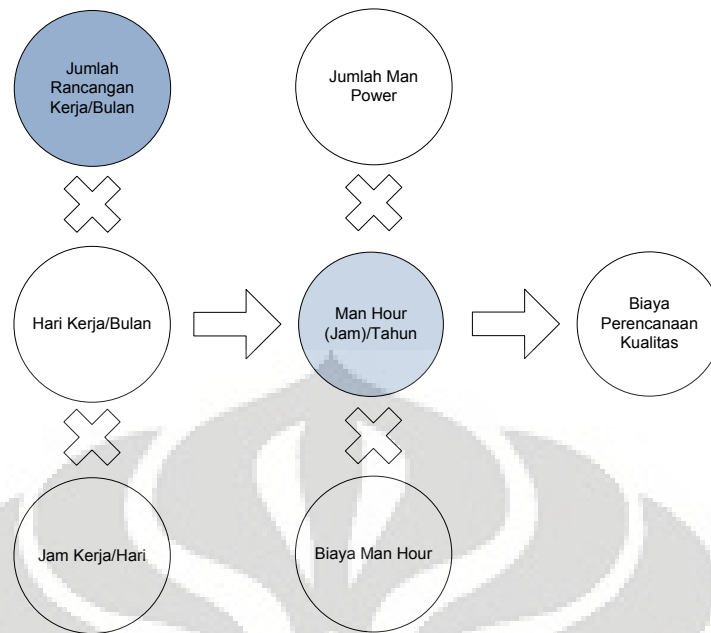 Jumlah
Rancangan
Kerja/Bulan
Jumlah Man
Power
Hari Kerja/Bulan
Man Hour
(Jam)/Tahun
Biaya
Perencanaan
Kualitas
Jam Kerja/Hari
Biaya Man Hour